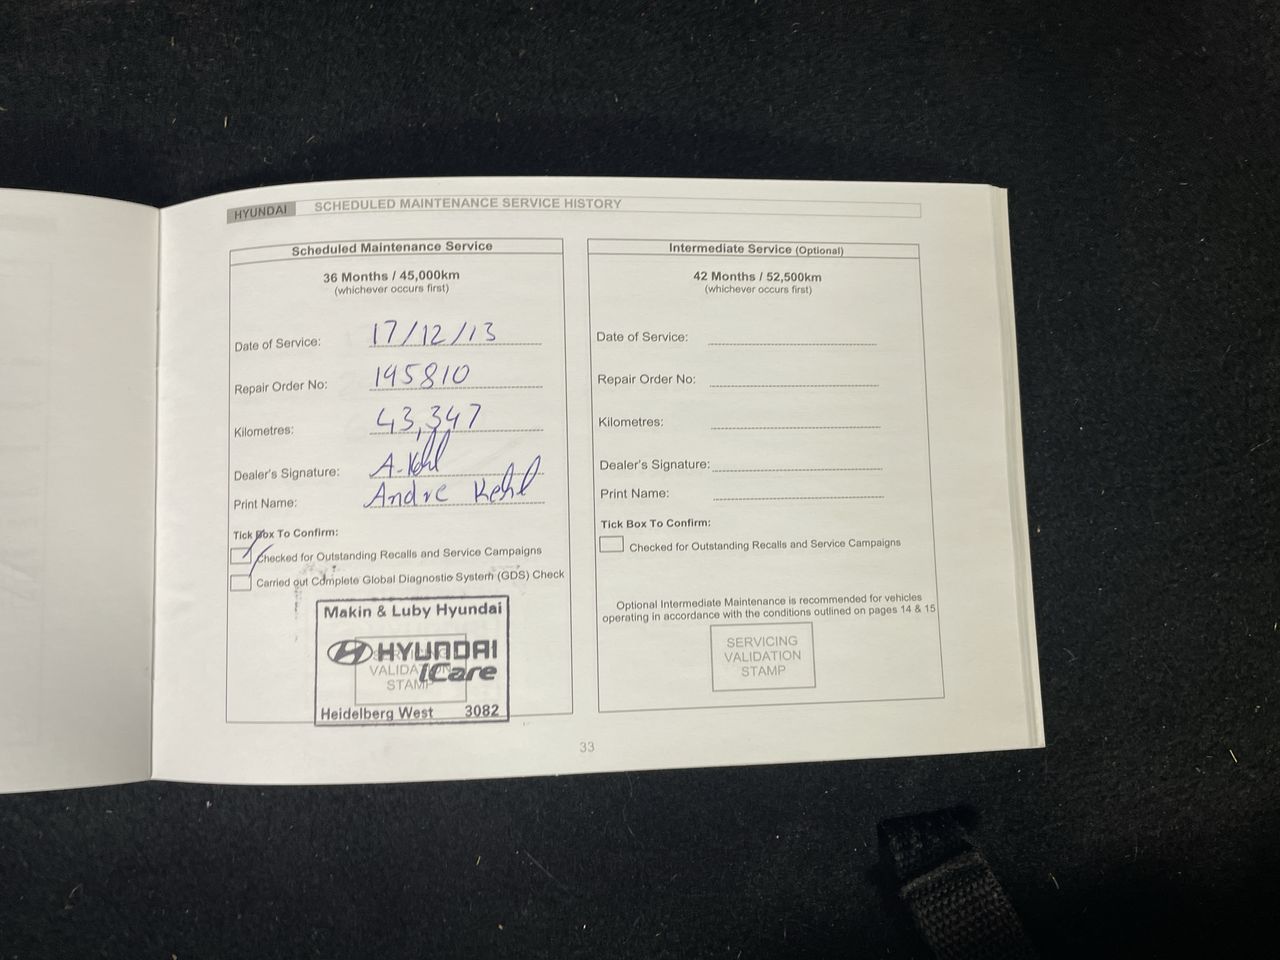 HYUNDAI SCHEDULED MAINTENANCE SERVICE HISTORY
Scheduled Maintenance Service
36 Months / 45,000km
(whichever occurs first)
Date of Service: 17/12/13
Repair Order No: 195810
Kilometres: 43,347
Dealer's Signature: A-Kehl
Print Name: Andre Kehl
Tick Box To Confirm:
Checked for Outstanding Recalls and Service Campaigns
Carried out Complete Global Diagnostic System (GDS) Check
Makin & Luby Hyundai
HYUNDAI
iCare
VALIDATION
STAMP
Heidelberg West 3082
Intermediate Service (Optional)
42 Months / 52,500km
(whichever occurs first)
Date of Service:
Repair Order No:
Kilometres:
Dealer's Signature:
Print Name:
Tick Box To Confirm:
Checked for Outstanding Recalls and Service Campaigns
Optional Intermediate Maintenance is recommended for vehicles
operating in accordance with the conditions outlined on pages 14 & 15
SERVICING
VALIDATION
STAMP
33